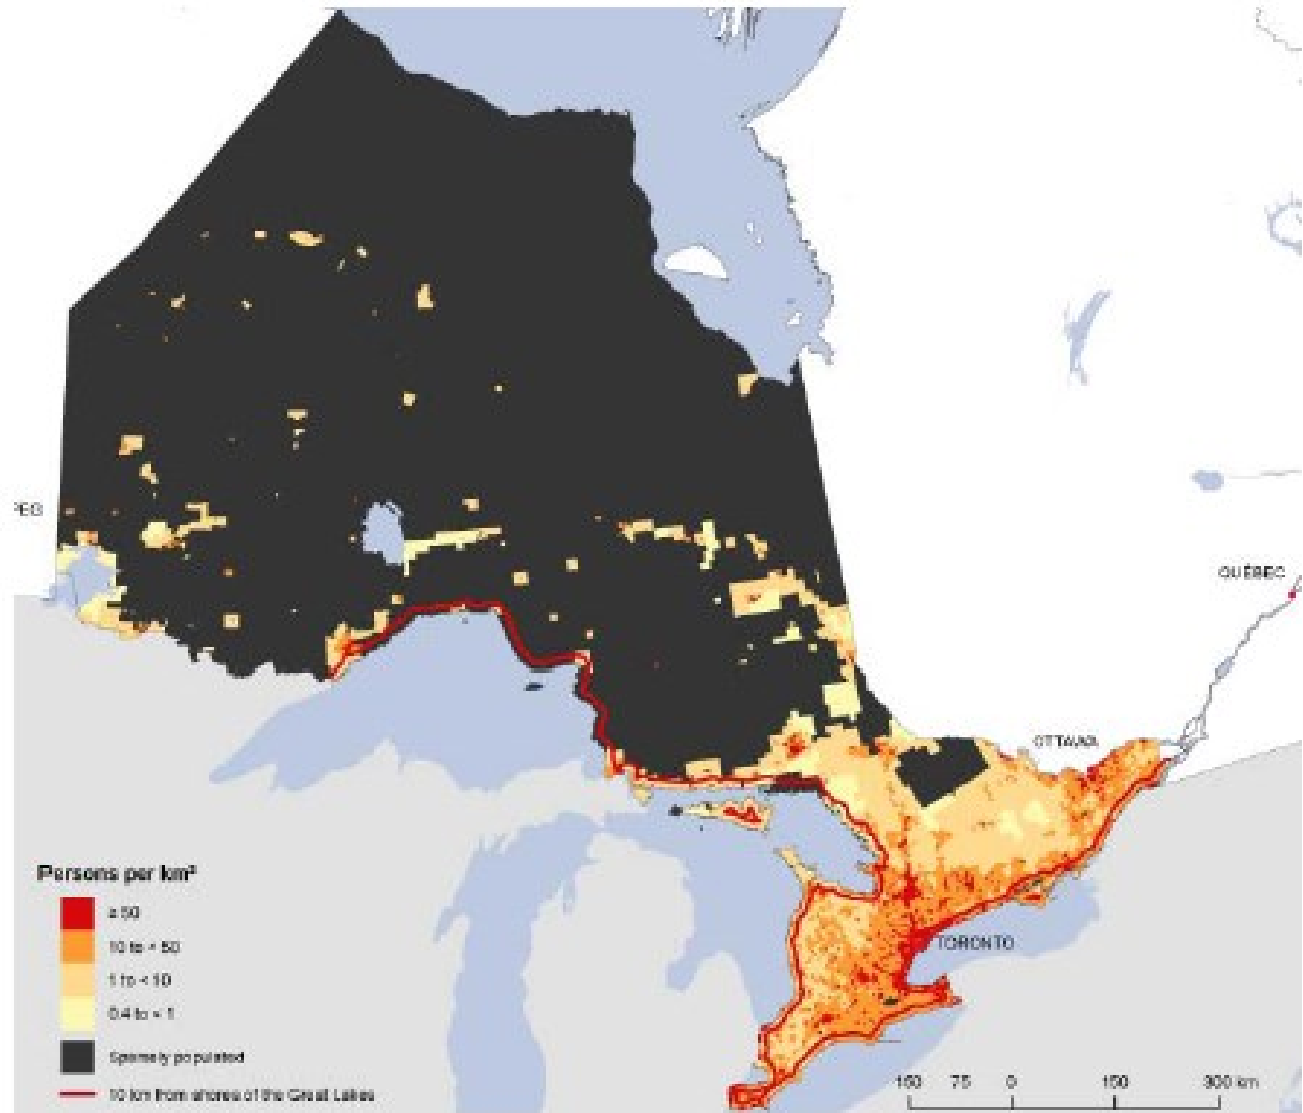 PEG
QUÉBEC
OTTAWA
TORONTO
Persons per km²
≥ 50
10 to < 50
1 to < 10
0.4 to < 1
Sparsely populated
10 km from shores of the Great Lakes
150 75 0 150 300 km